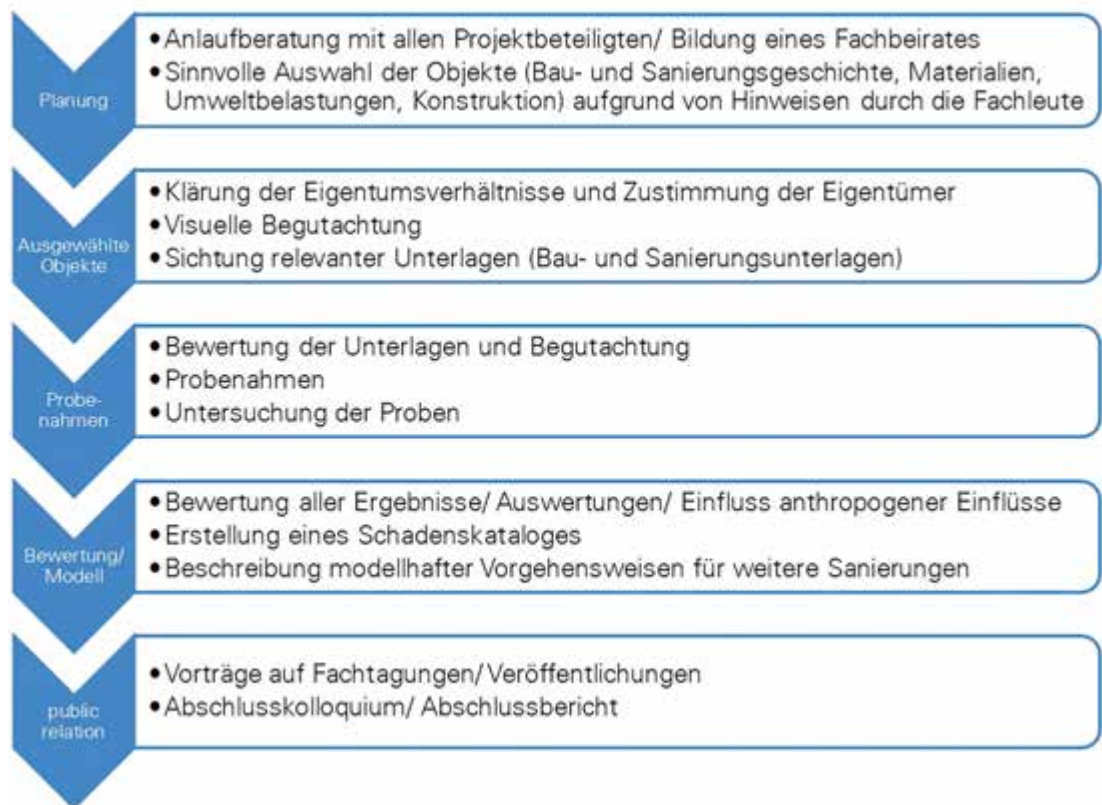 Planung
• Anlaufberatung mit allen Projektbeteiligten/ Bildung eines Fachbeirates
• Sinnvolle Auswahl der Objekte (Bau- und Sanierungsgeschichte, Materialien,
Umweltbelastungen, Konstruktion) aufgrund von Hinweisen durch die Fachleute
Ausgewählte
Objekte
• Klärung der Eigentumsverhältnisse und Zustimmung der Eigentümer
• Visuelle Begutachtung
• Sichtung relevanter Unterlagen (Bau- und Sanierungsunterlagen)
Probe-
nahmen
• Bewertung der Unterlagen und Begutachtung
• Probenahmen
• Untersuchung der Proben
Bewertung/
Modell
• Bewertung aller Ergebnisse/ Auswertungen/ Einfluss anthropogener Einflüsse
• Erstellung eines Schadenskataloges
• Beschreibung modellhafter Vorgehensweisen für weitere Sanierungen
public
relation
• Vorträge auf Fachtagungen/ Veröffentlichungen
• Abschlusskolloquium/ Abschlussbericht